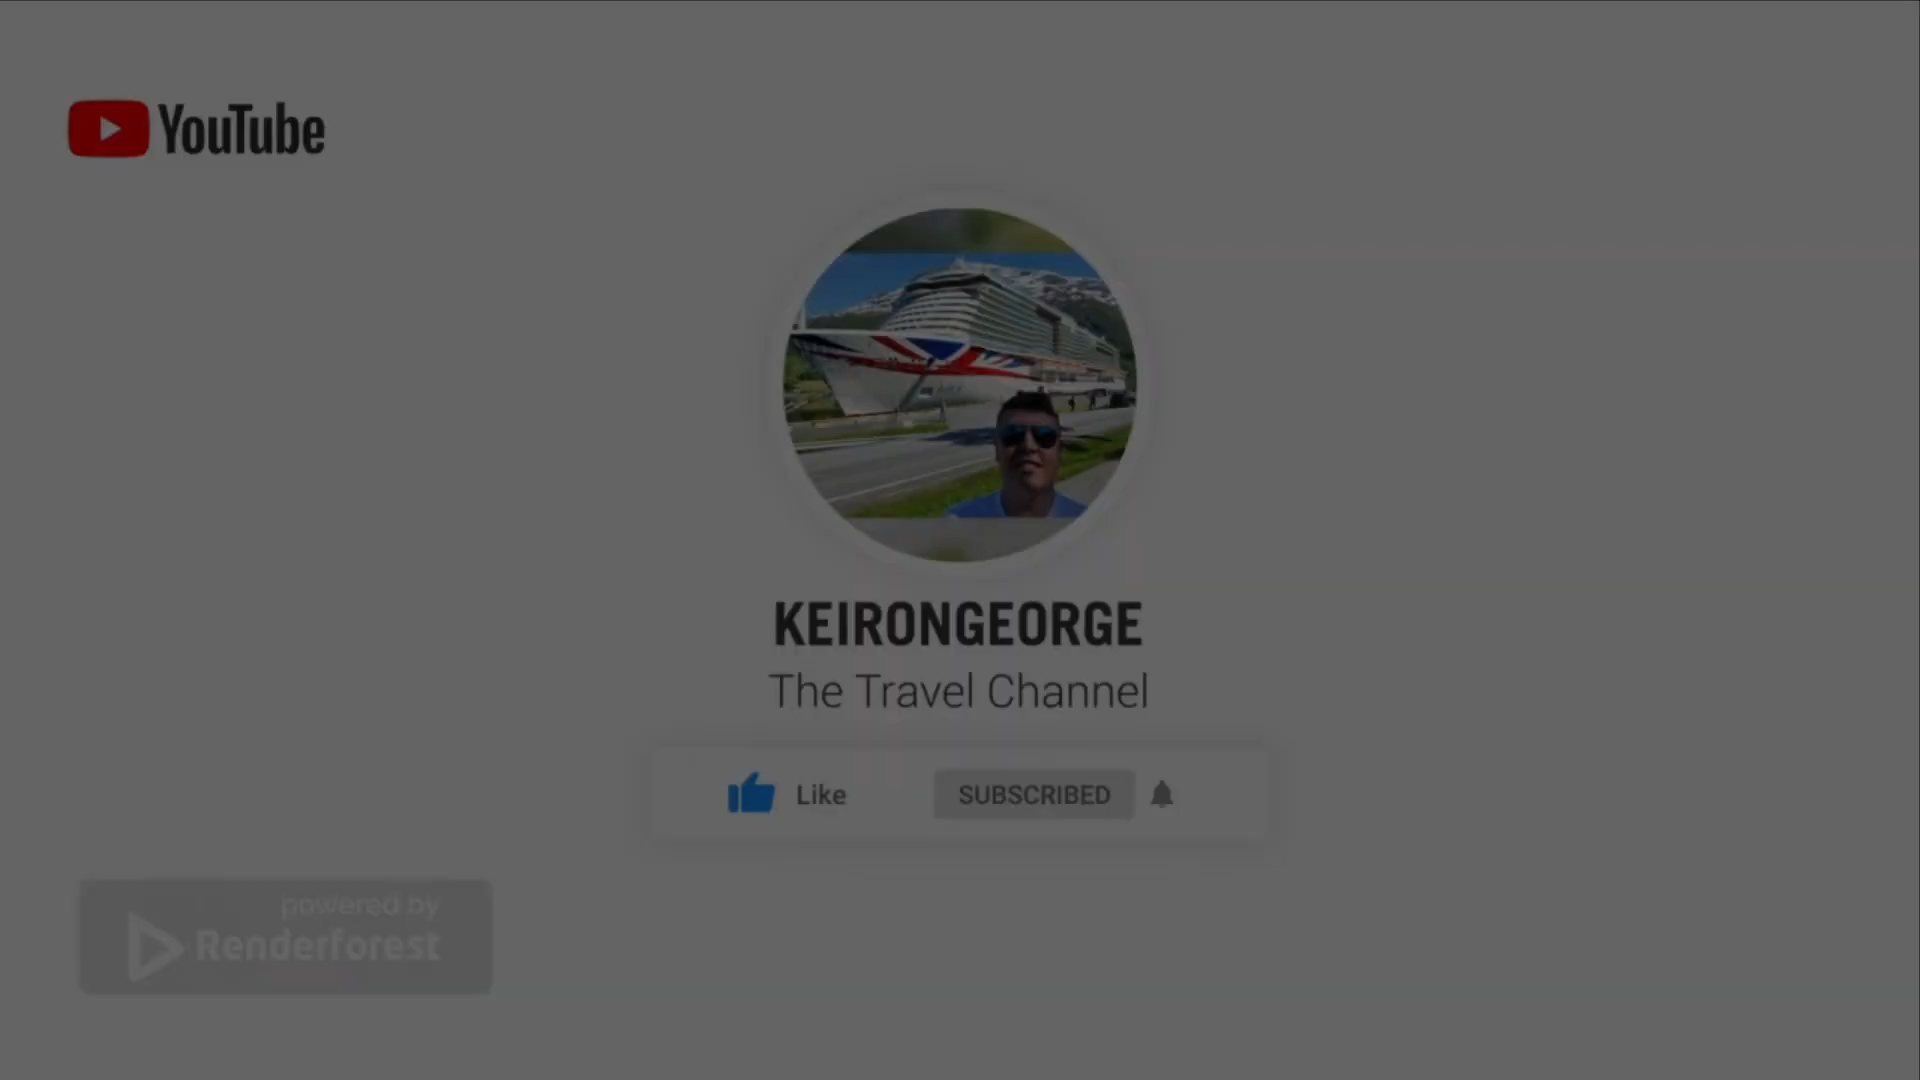 YouTube
KEIRONGEORGE
The Travel Channel
Like
SUBSCRIBED
powered by
Renderforest